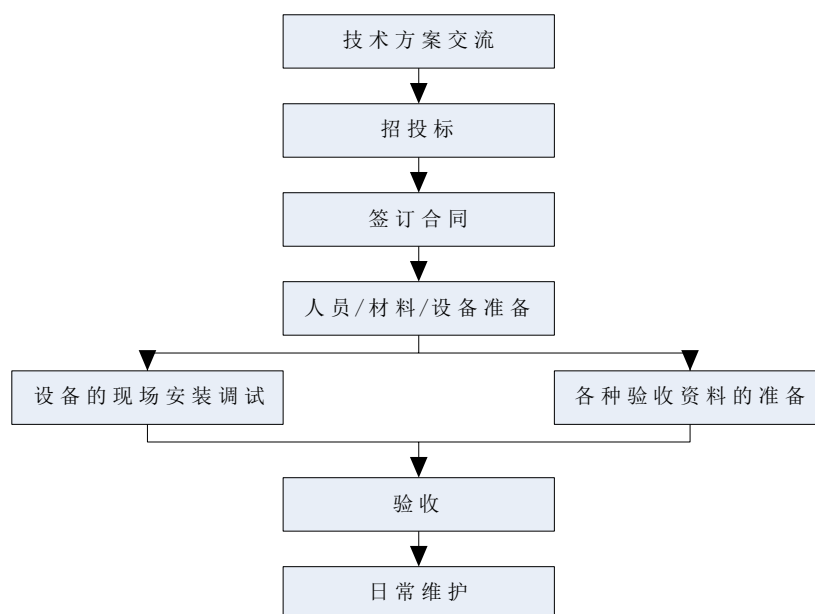 技术方案交流
招投标
签订合同
人员/材料/设备准备
设备的现场安装调试
各种验收资料的准备
验收
日常维护